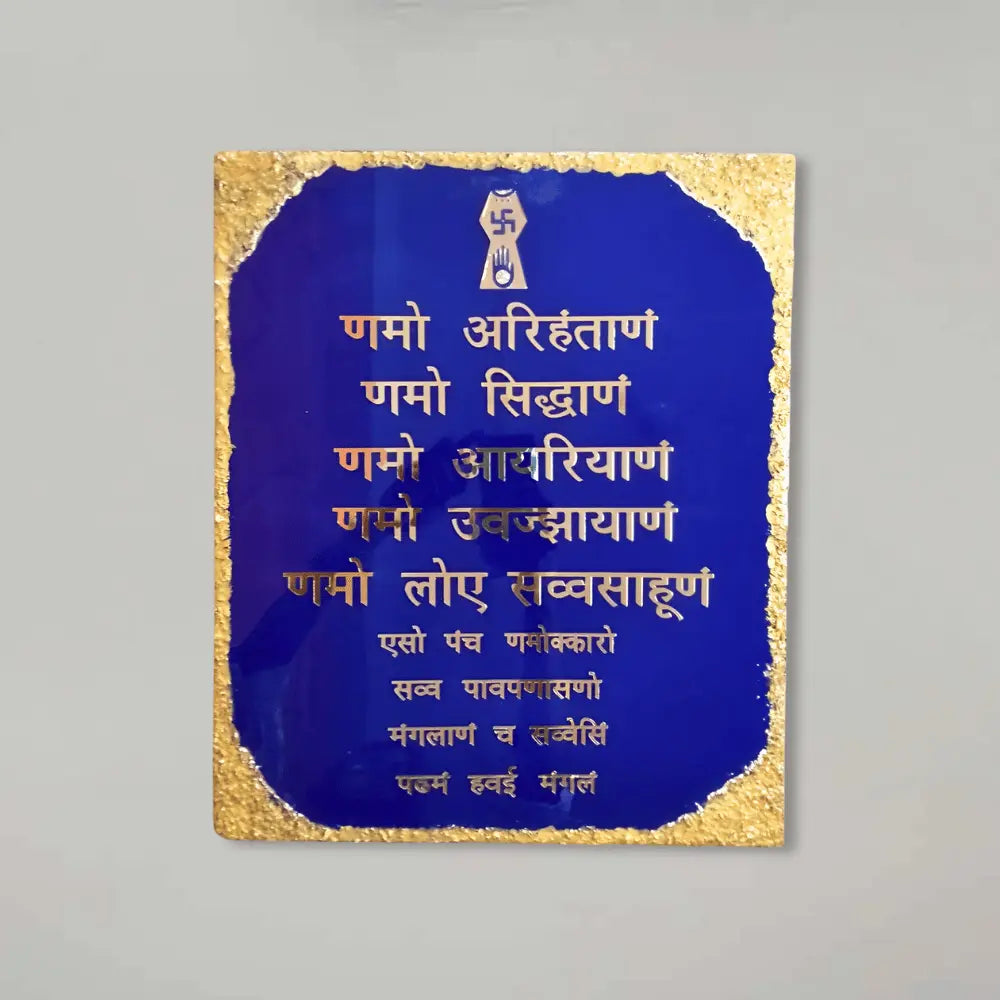 णमो अरिहंताणं
णमो सिद्धाणं
णमो आयरियाणं
णमो उवज्झायाणं
णमो लोए सव्वसाहूणं
एसो पंच णमोक्कारो
सव्व पावपणासणो
मंगलाणं च सव्वेसिं
पढमं हवई मंगलं